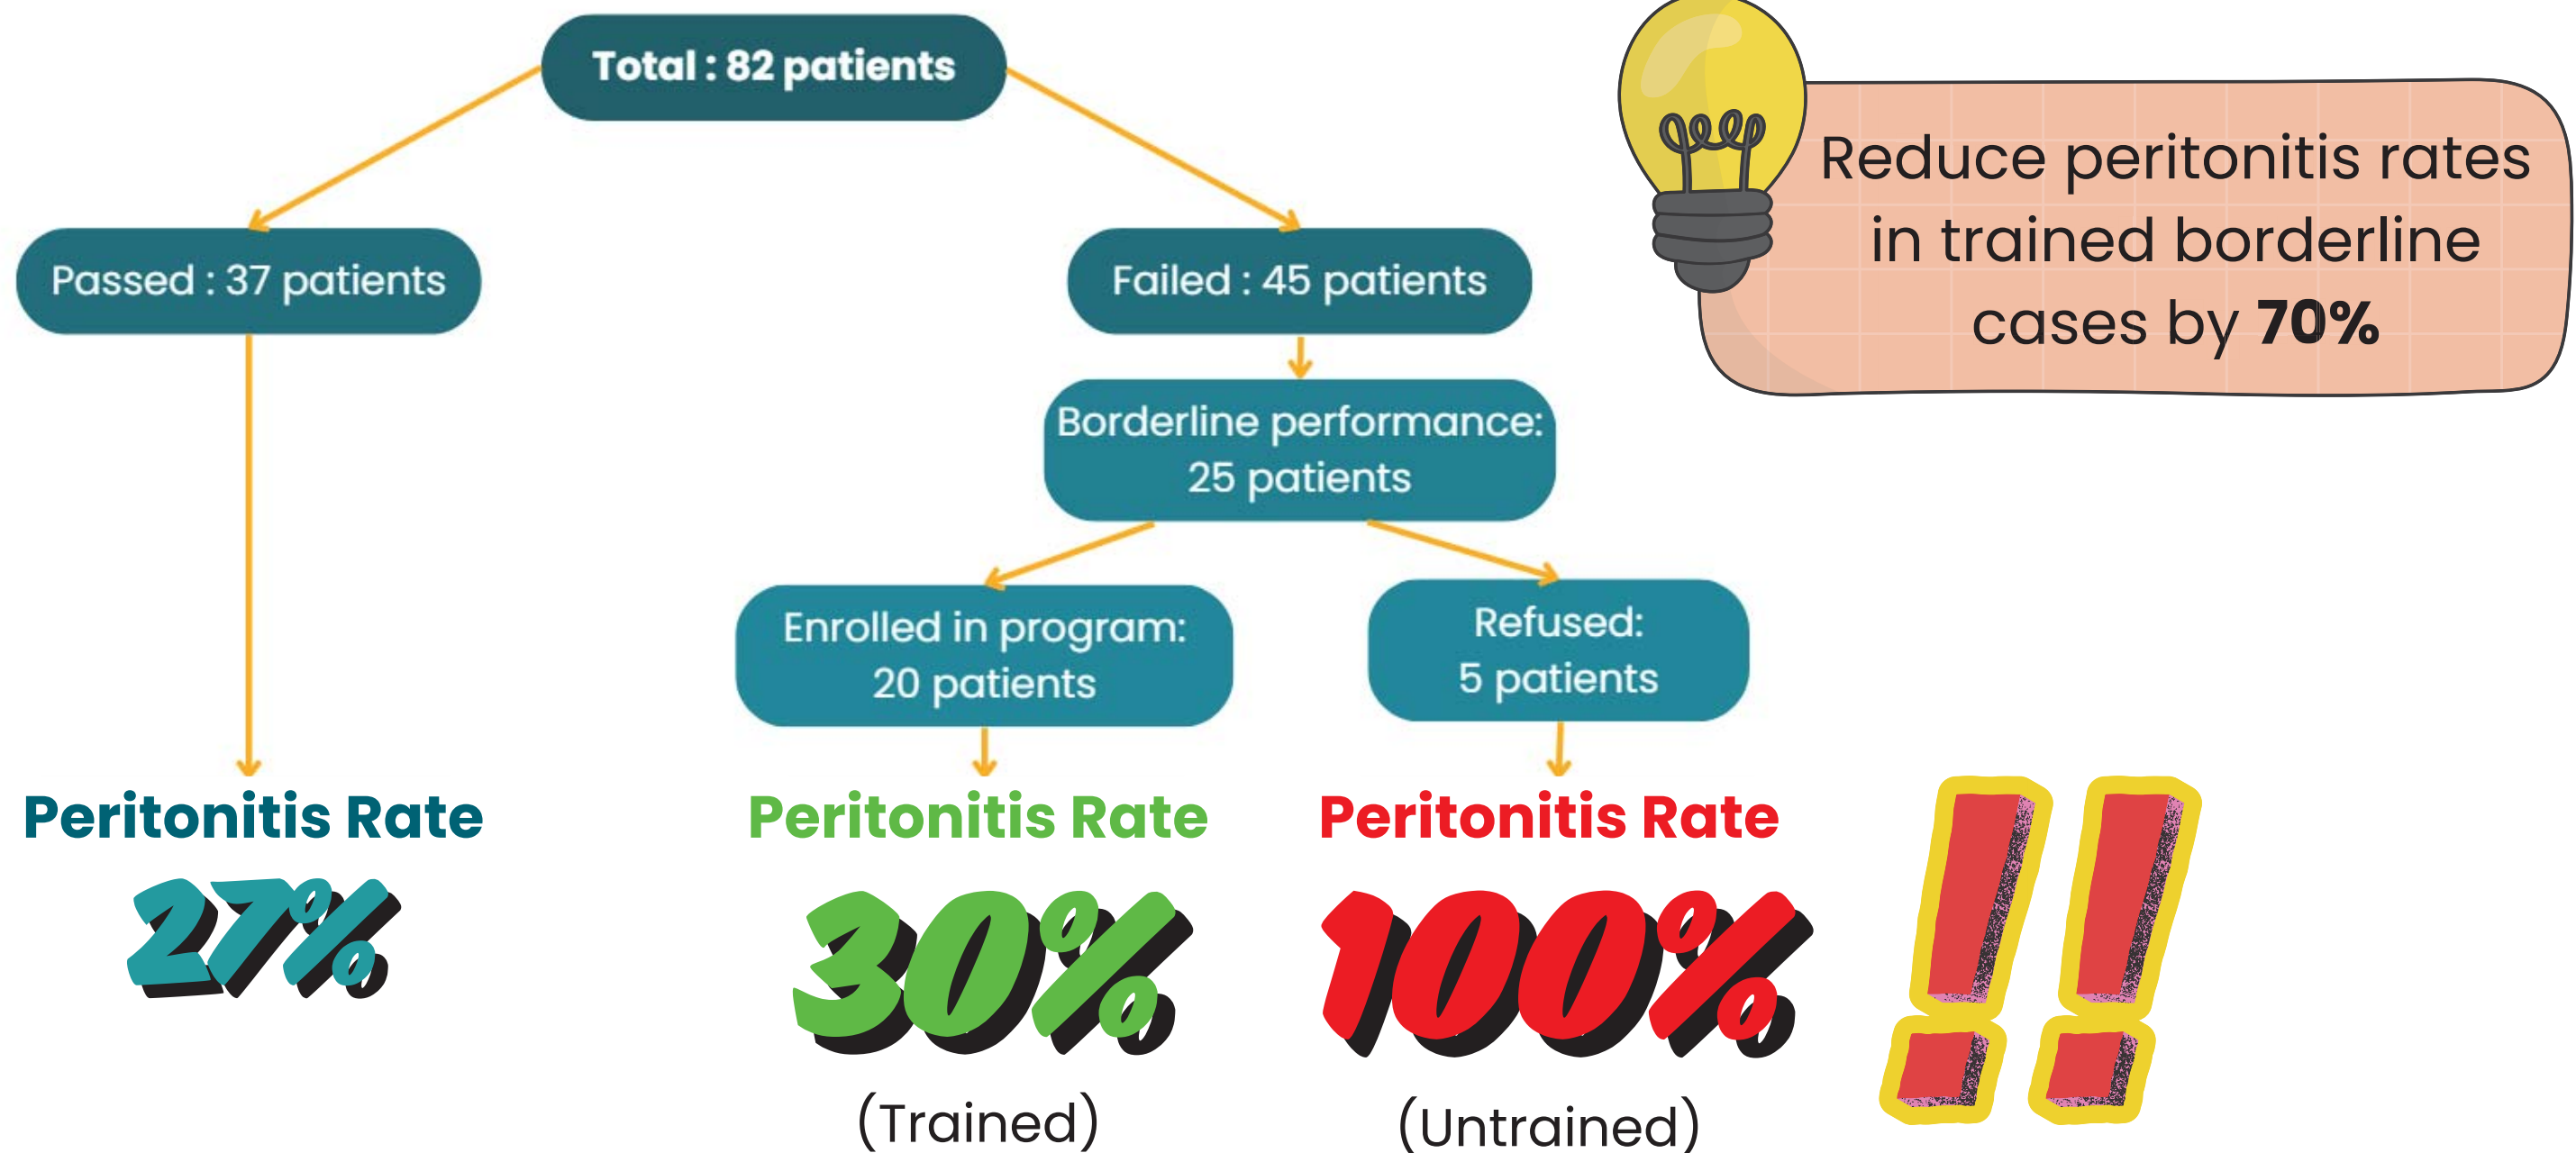 Total : 82 patients
Reduce peritonitis rates
in trained borderline
cases by 70%
Passed : 37 patients
Failed : 45 patients
Borderline performance:
25 patients
Enrolled in program:
20 patients
Refused:
5 patients
Peritonitis Rate
27%
Peritonitis Rate
30%
(Trained)
Peritonitis Rate
100%
(Untrained)
!!